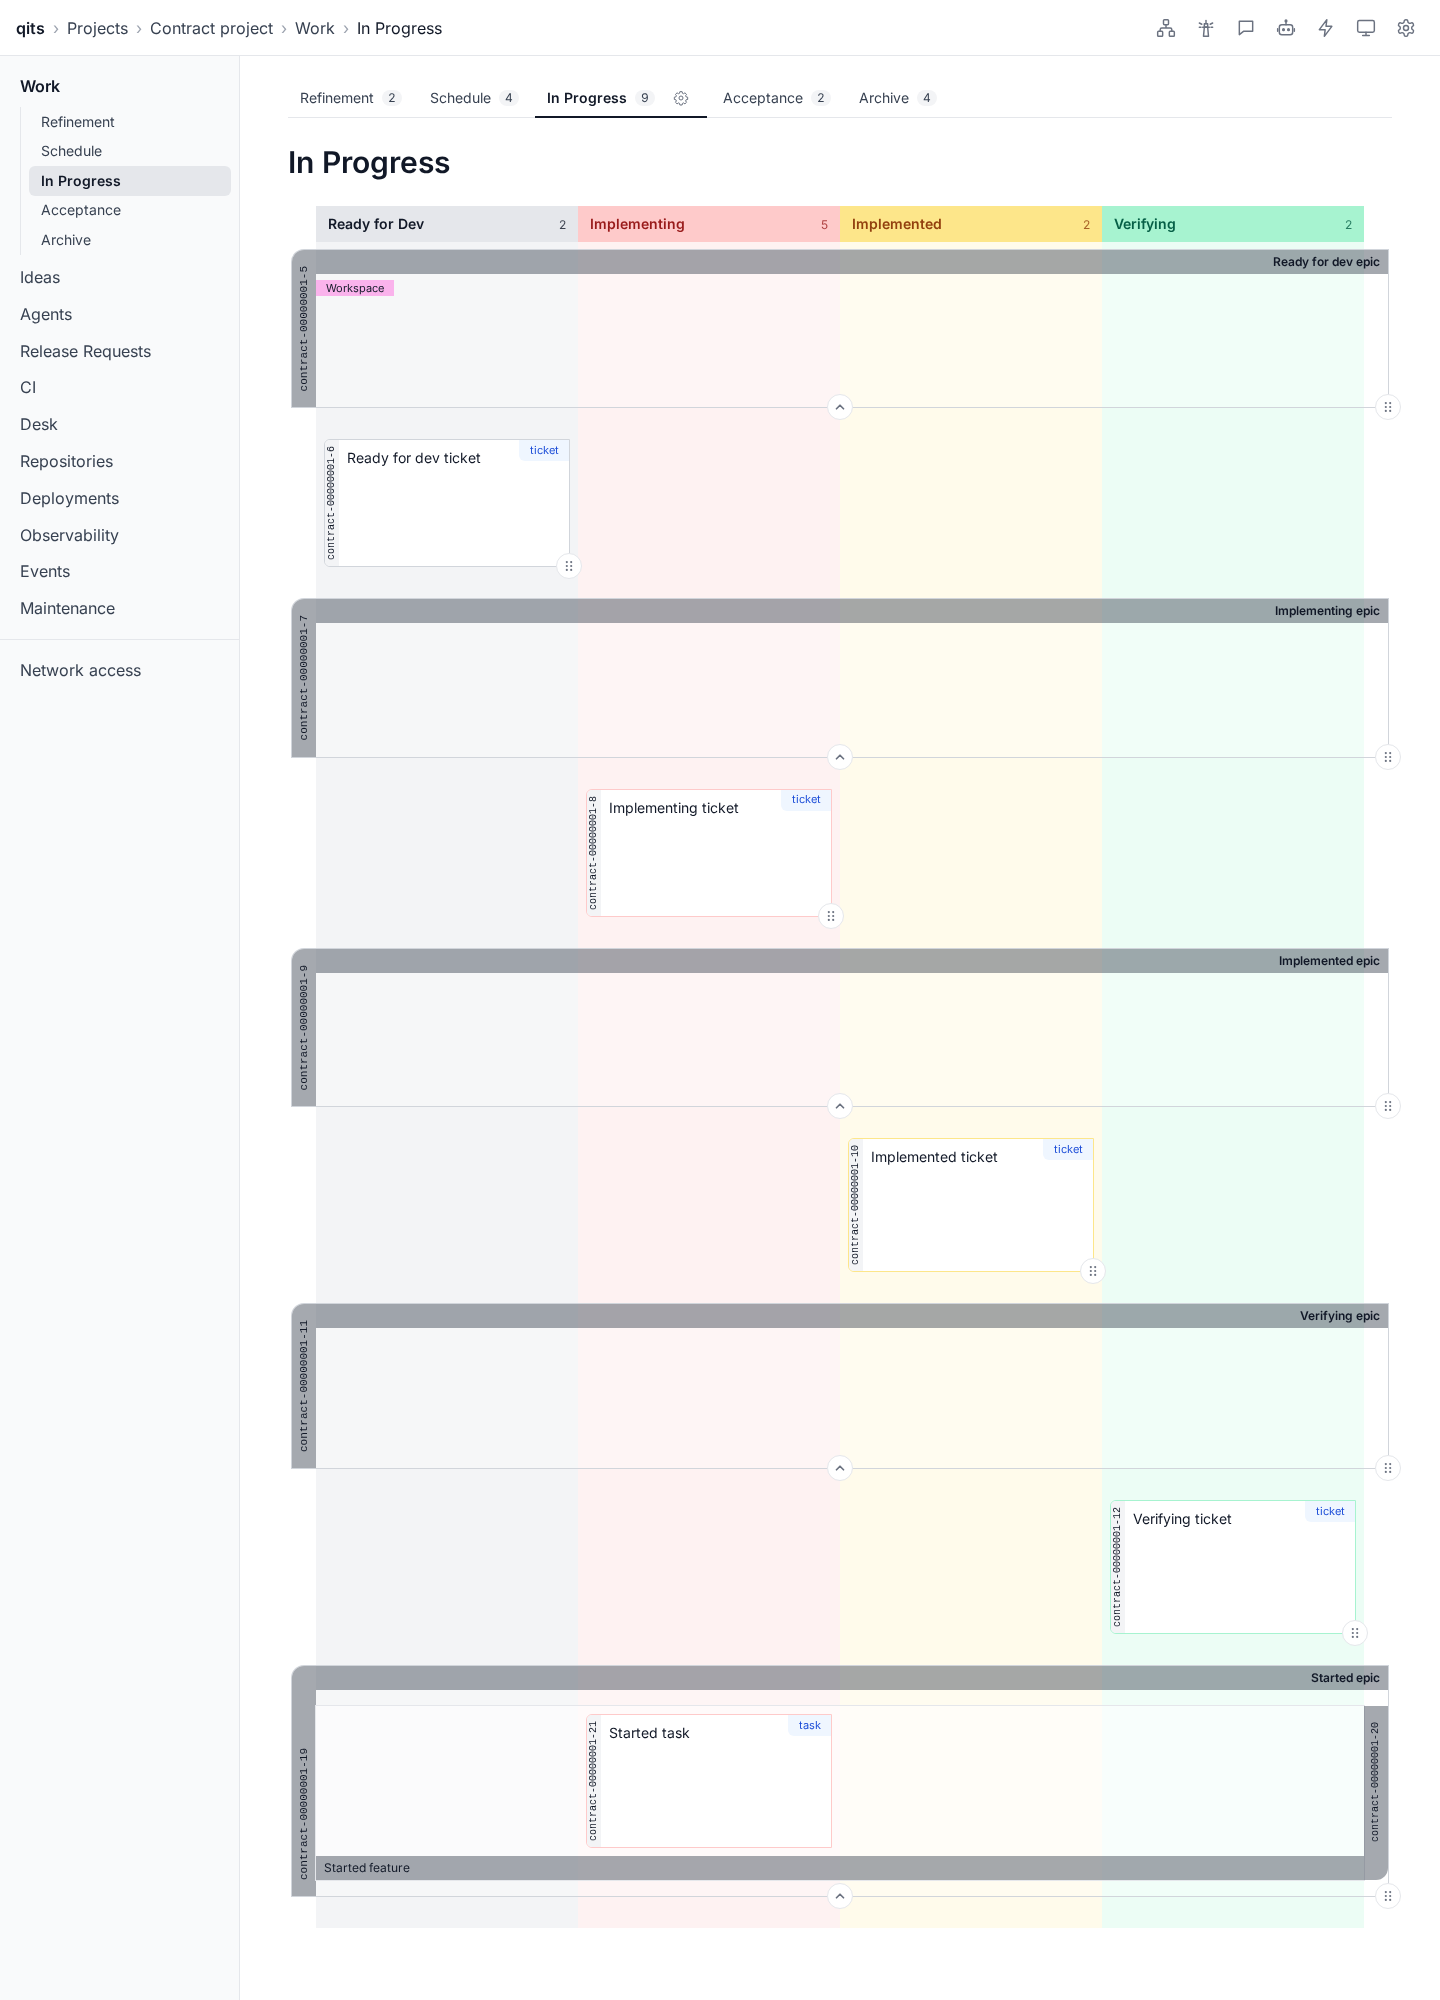 qits › Projects › Contract project › Work › In Progress
Work
Refinement
Schedule
In Progress
Acceptance
Archive
Ideas
Agents
Release Requests
CI
Desk
Repositories
Deployments
Observability
Events
Maintenance
Network access
Refinement 2 Schedule 4 In Progress 9 Acceptance 2 Archive 4
In Progress
Ready for Dev 2 Implementing 5 Implemented 2 Verifying 2
Ready for dev epic
contract-00000001-5
Workspace
contract-00000001-6
Ready for dev ticket
ticket
Implementing epic
contract-00000001-7
contract-00000001-8
Implementing ticket
ticket
Implemented epic
contract-00000001-9
contract-00000001-10
Implemented ticket
ticket
Verifying epic
contract-00000001-11
contract-00000001-12
Verifying ticket
ticket
Started epic
contract-00000001-19
contract-00000001-21
Started task
task
contract-00000001-20
Started feature